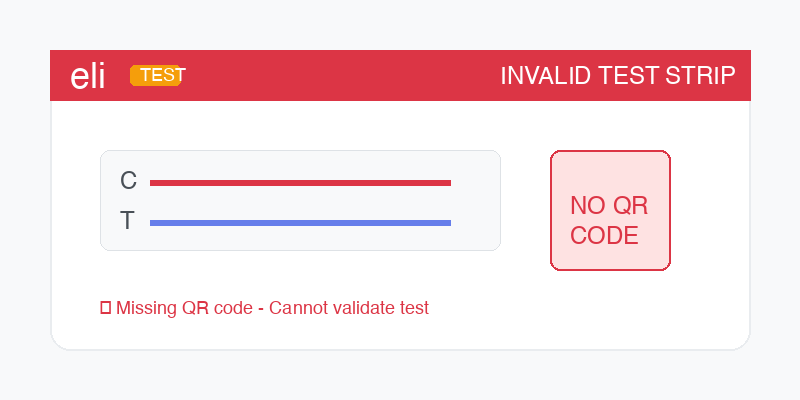 eli TEST INVALID TEST STRIP
C
T
NO QR
CODE
Missing QR code - Cannot validate test